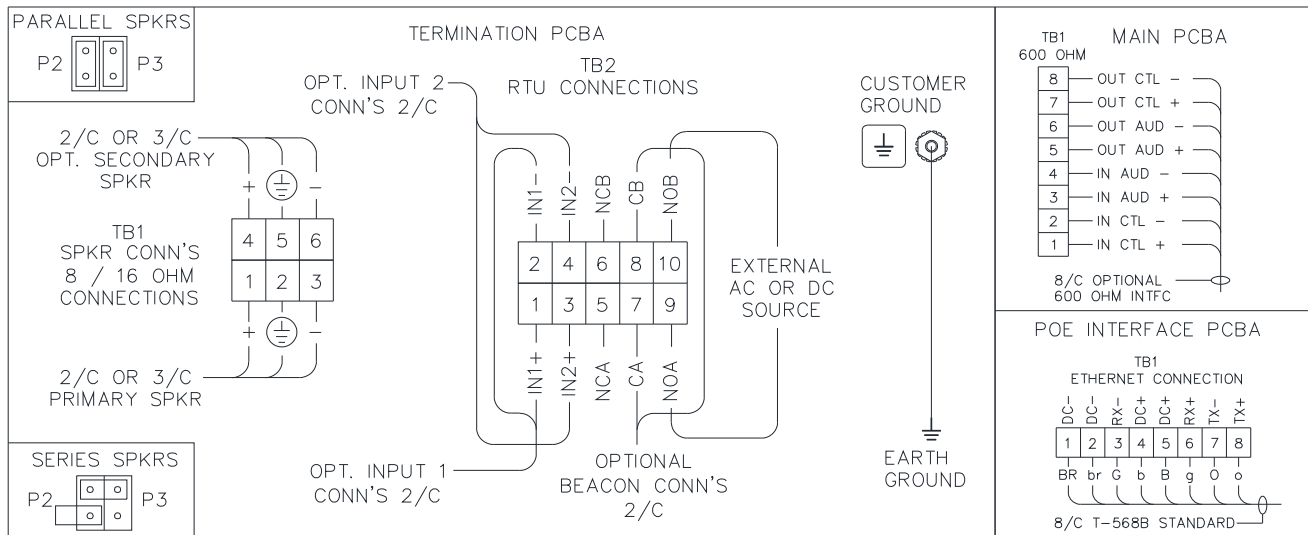 PARALLEL SPKRS
P2
P3
TERMINATION PCBA
TB2
RTU CONNECTIONS
OPT. INPUT 2
CONN'S 2/C
2/C OR 3/C
OPT. SECONDARY
SPKR
+
-
4 5 6
1 2 3
+
-
TB1
SPKR CONN'S
8 / 16 OHM
CONNECTIONS
2/C OR 3/C
PRIMARY SPKR
SERIES SPKRS
P2
P3
IN1-
IN2-
NCB
CB
NOB
2 4 6 8 10
1 3 5 7 9
IN1+
IN2+
NCA
CA
NOA
OPT. INPUT 1
CONN'S 2/C
OPTIONAL
BEACON CONN'S
2/C
EXTERNAL
AC OR DC
SOURCE
CUSTOMER
GROUND
EARTH
GROUND
MAIN PCBA
TB1
600 OHM
8 OUT CTL -
7 OUT CTL +
6 OUT AUD -
5 OUT AUD +
4 IN AUD -
3 IN AUD +
2 IN CTL -
1 IN CTL +
8/C OPTIONAL
600 OHM INTFC
POE INTERFACE PCBA
TB1
ETHERNET CONNECTION
DC- DC- RX- DC+ DC+ RX+ TX- TX+
1 2 3 4 5 6 7 8
BR br G b B g O o
8/C T-568B STANDARD